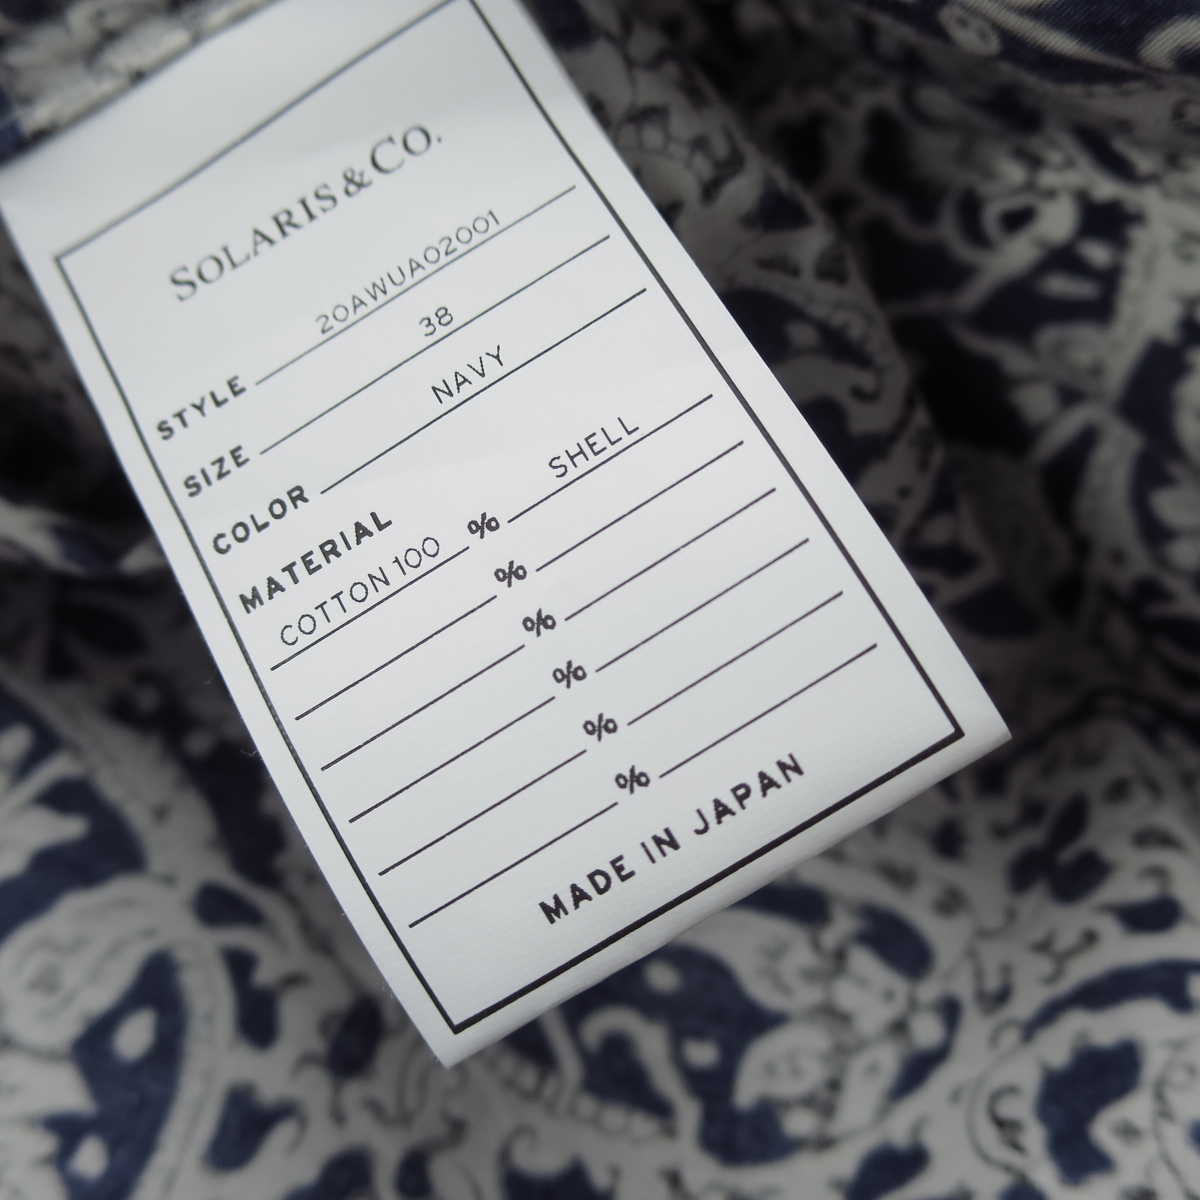 SOLARIS & CO.
STYLE 20AWUA02001
SIZE 38
COLOR NAVY
MATERIAL
COTTON 100 % SHELL
%
%
%
%
%
MADE IN JAPAN